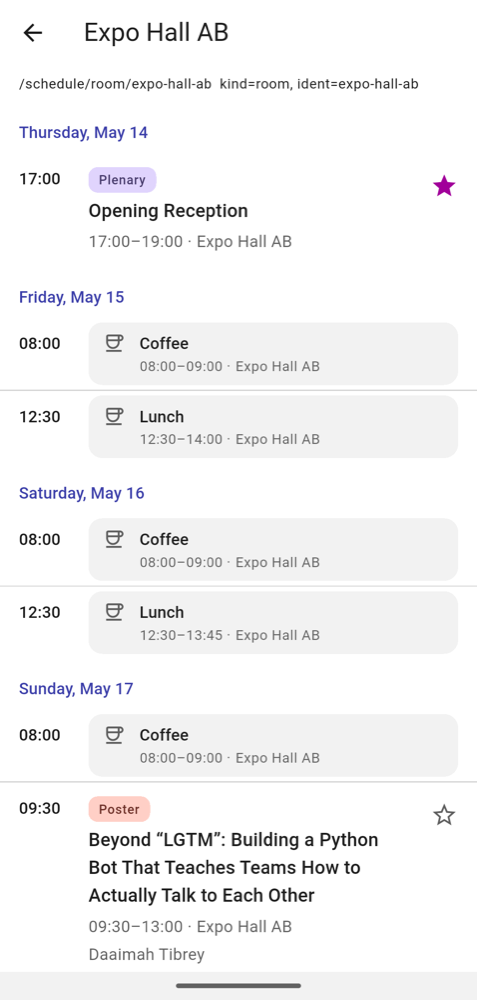 Expo Hall AB
/schedule/room/expo-hall-ab kind=room, ident=expo-hall-ab
Thursday, May 14
17:00
Plenary
Opening Reception
17:00–19:00 · Expo Hall AB
Friday, May 15
08:00
Coffee
08:00–09:00 · Expo Hall AB
12:30
Lunch
12:30–14:00 · Expo Hall AB
Saturday, May 16
08:00
Coffee
08:00–09:00 · Expo Hall AB
12:30
Lunch
12:30–13:45 · Expo Hall AB
Sunday, May 17
08:00
Coffee
08:00–09:00 · Expo Hall AB
09:30
Poster
Beyond “LGTM”: Building a Python
Bot That Teaches Teams How to
Actually Talk to Each Other
09:30–13:00 · Expo Hall AB
Daaimah Tibrey